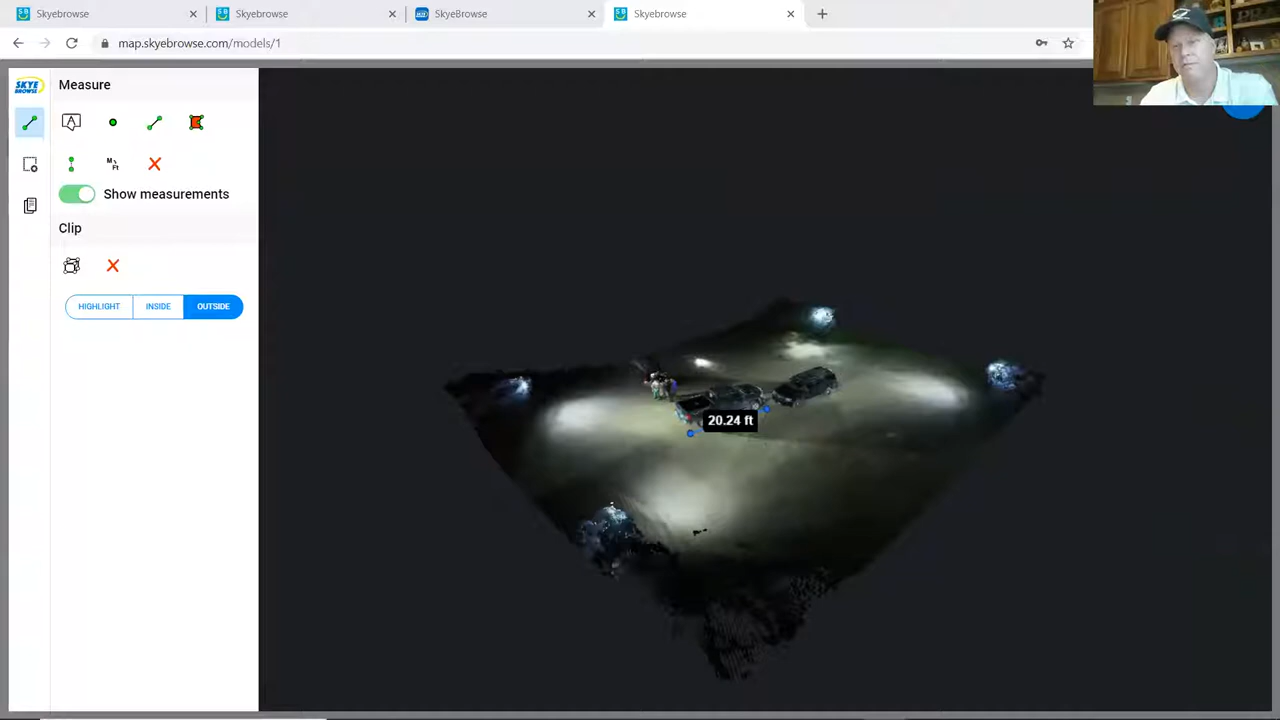 Skyebrowse
Skyebrowse
SkyeBrowse
Skyebrowse
map.skyebrowse.com/models/1
SKYE
BROWSE
Measure
A
M
Ft
Show measurements
Clip
HIGHLIGHT
INSIDE
OUTSIDE
20.24 ft